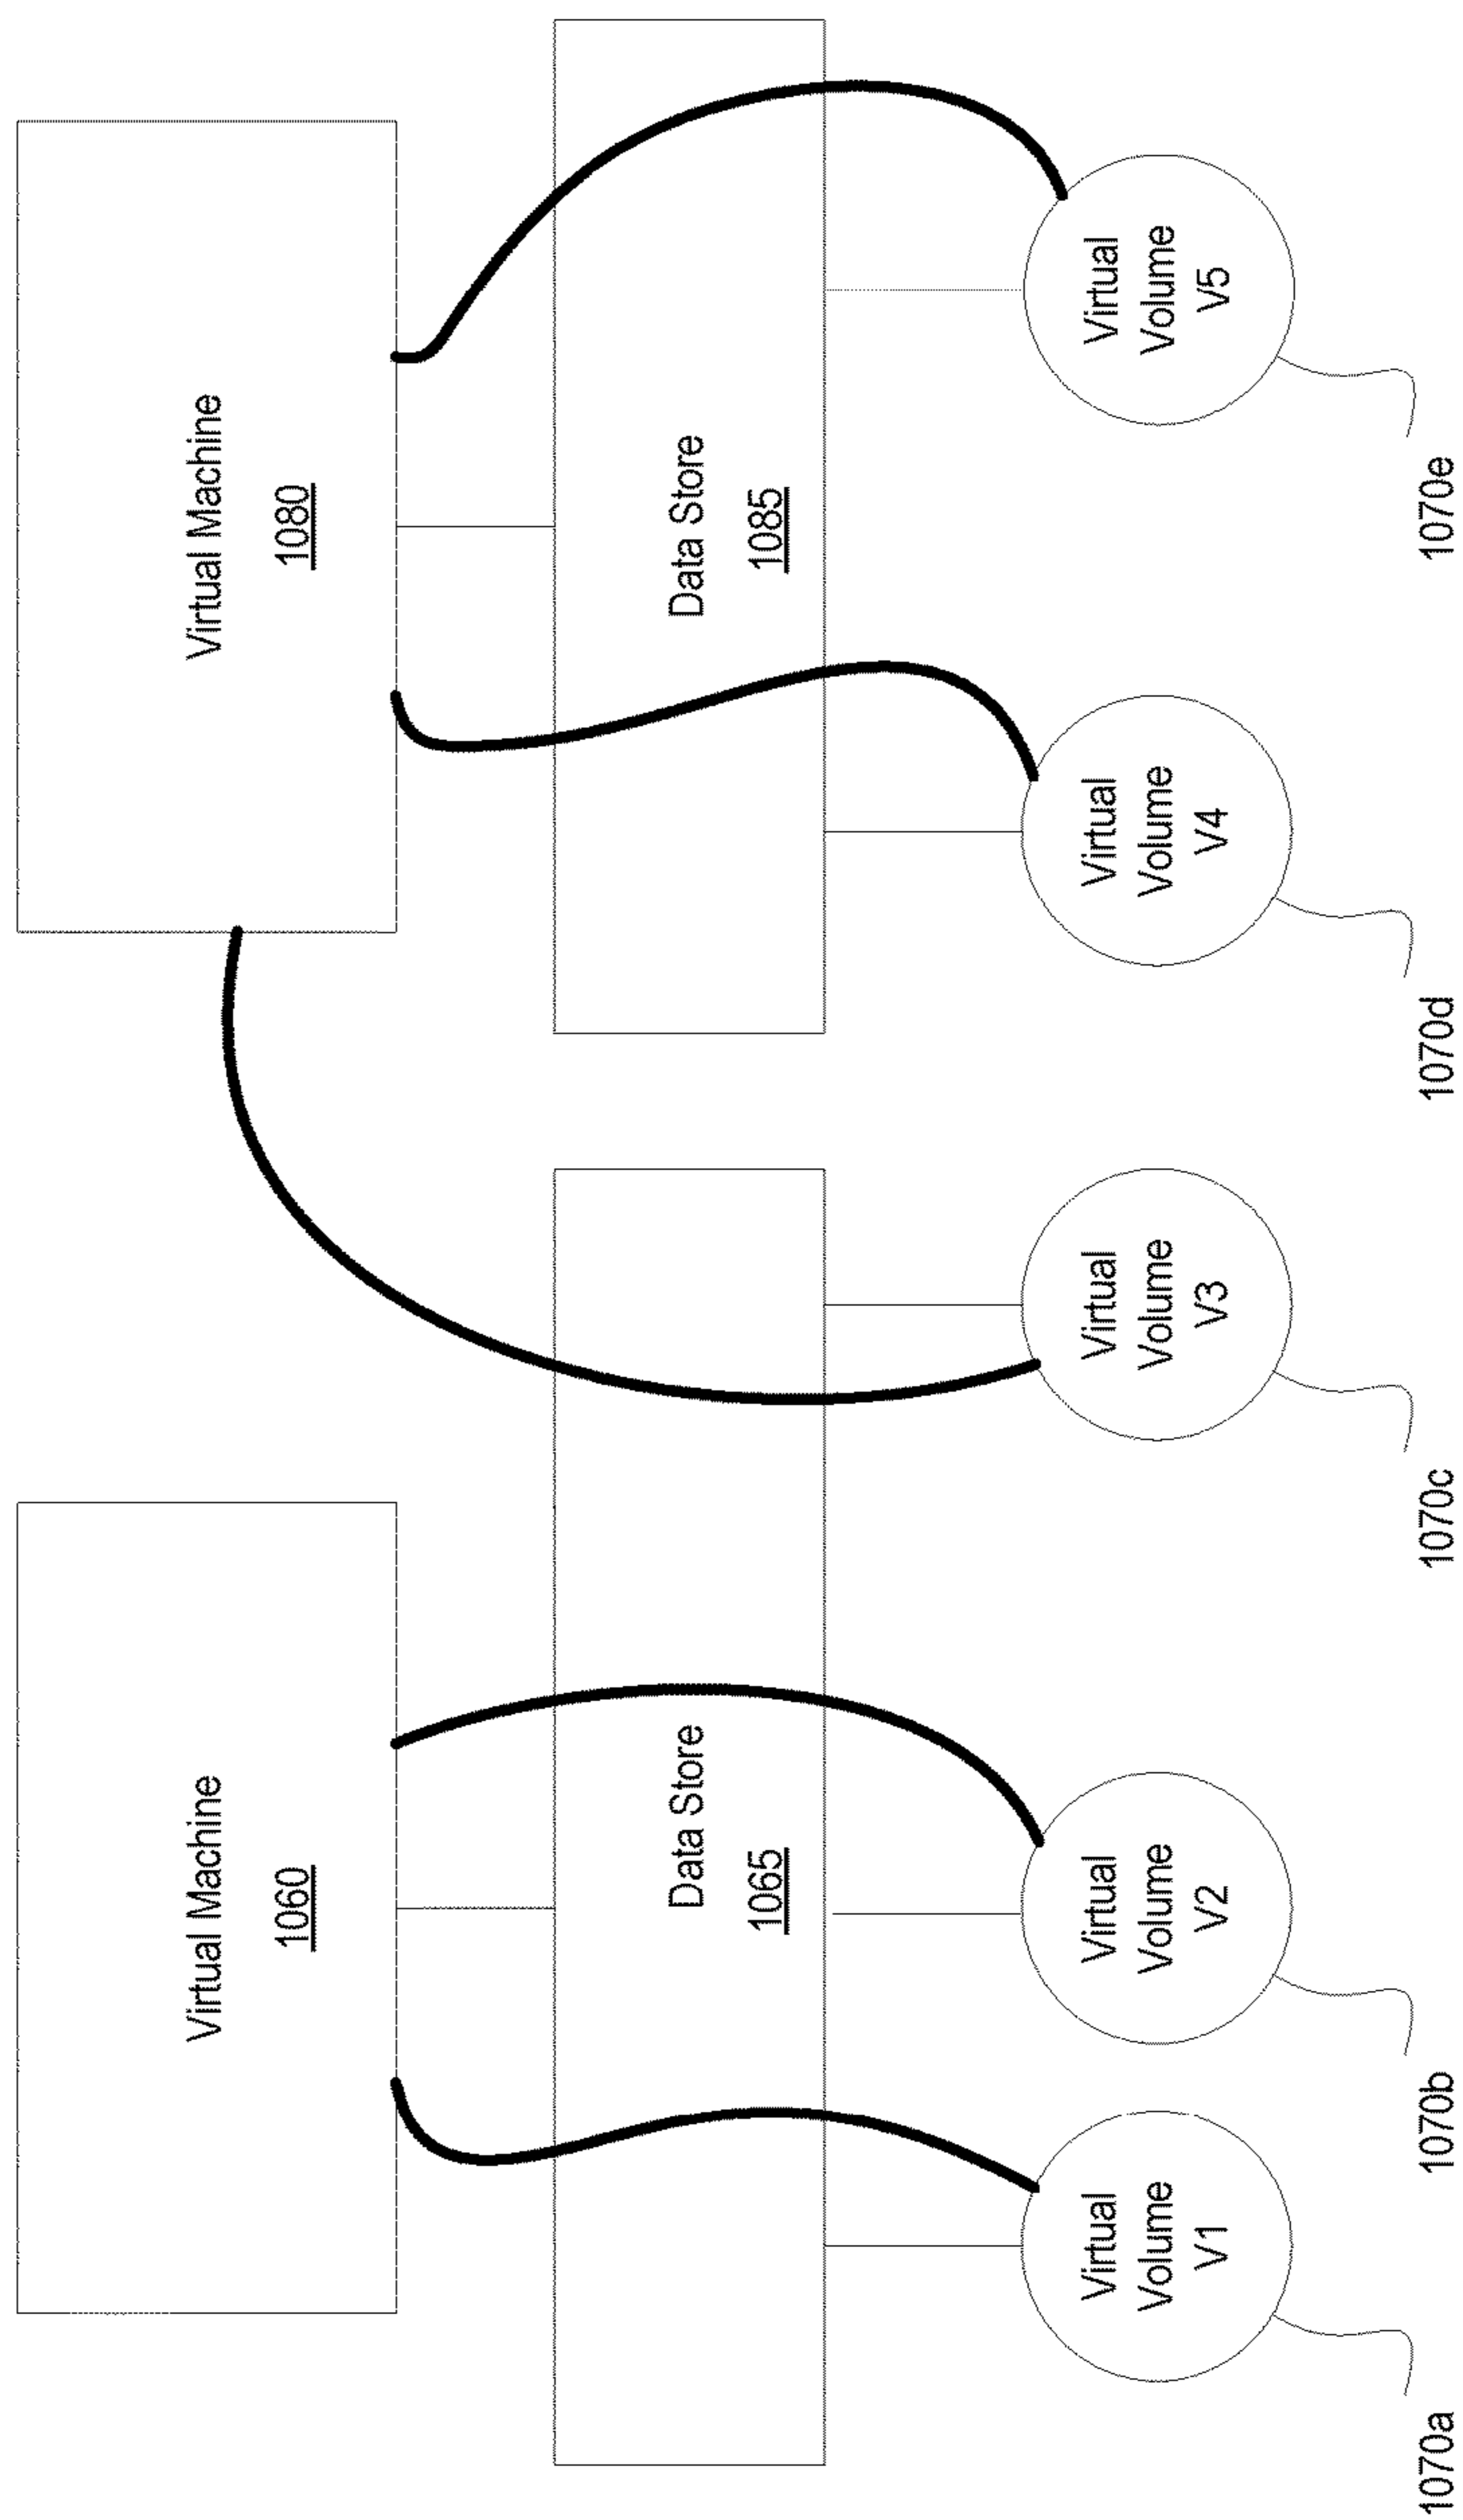 Virtual Machine
1060
Virtual Machine
1080
Data Store
1065
Data Store
1085
Virtual
Volume
V1
Virtual
Volume
V2
Virtual
Volume
V3
Virtual
Volume
V4
Virtual
Volume
V5
1070a
1070b
1070c
1070d
1070e